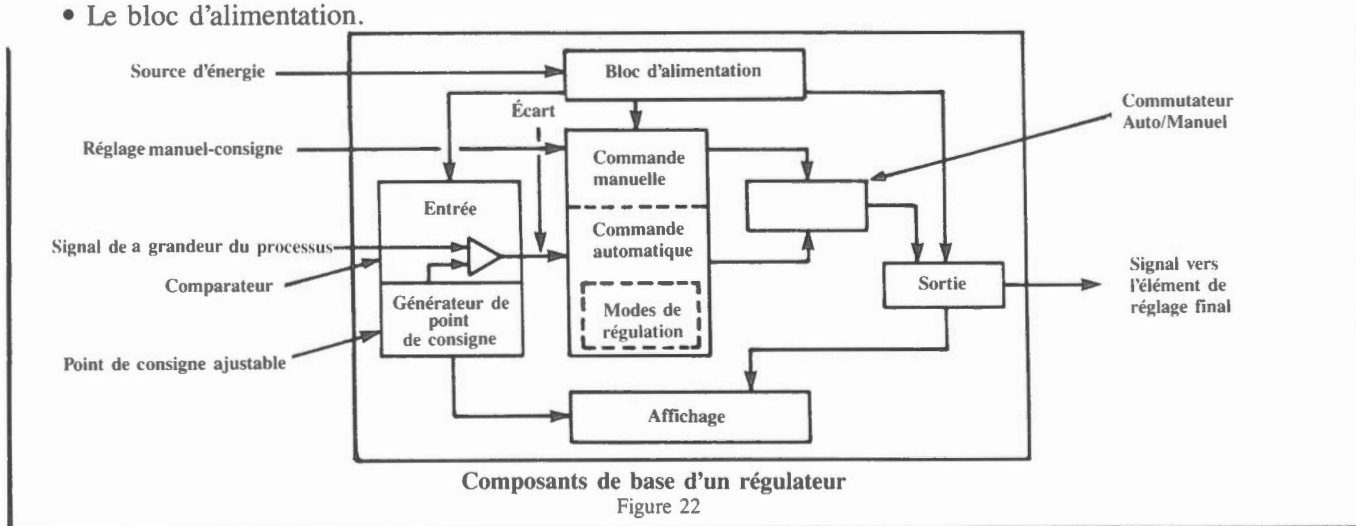 • Le bloc d'alimentation.
Source d'énergie
Bloc d'alimentation
Écart
Commutateur
Auto/Manuel
Réglage manuel-consigne
Commande
manuelle
Entrée
Commande
automatique
Signal de a grandeur du processus
Comparateur
Générateur de
point
de consigne
Modes de
régulation
Sortie
Signal vers
l'élément de
réglage final
Point de consigne ajustable
Affichage
Composants de base d'un régulateur
Figure 22